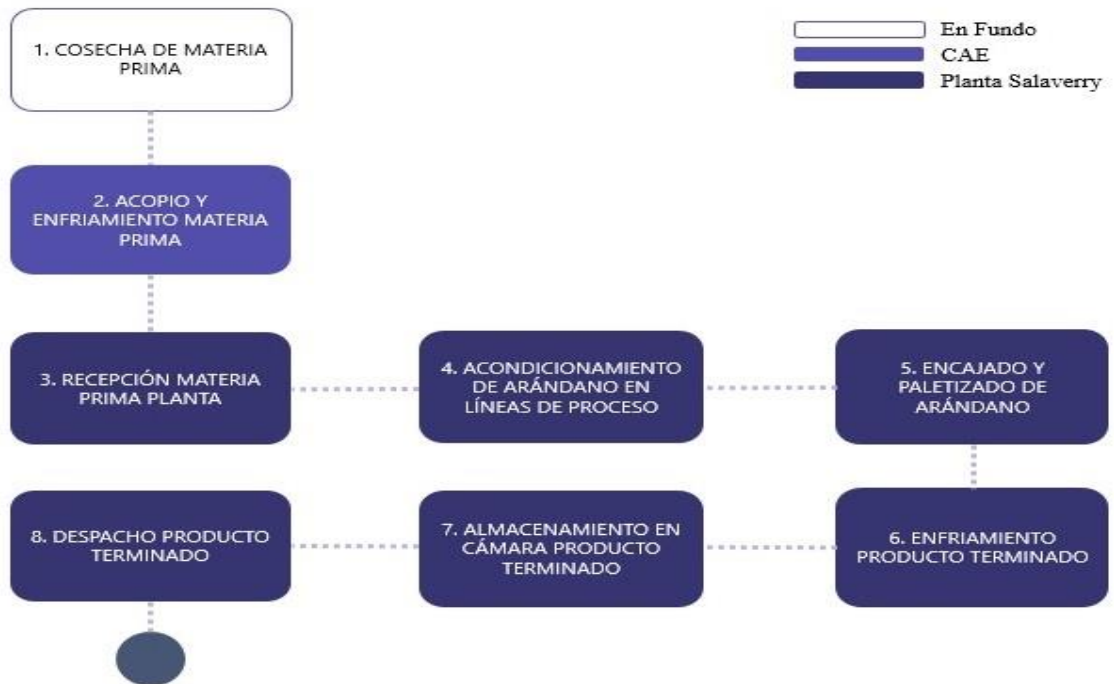 1. COSECHA DE MATERIA
PRIMA
En Fundo
CAE
Planta Salaverry
2. ACOPIO Y
ENFRIAMIENTO MATERIA
PRIMA
3. RECEPCIÓN MATERIA
PRIMA PLANTA
4. ACONDICIONAMIENTO
DE ARÁNDANO EN
LÍNEAS DE PROCESO
5. ENCAJADO Y
PALETIZADO DE
ARÁNDANO
8. DESPACHO PRODUCTO
TERMINADO
7. ALMACENAMIENTO EN
CÁMARA PRODUCTO
TERMINADO
6. ENFRIAMIENTO
PRODUCTO TERMINADO